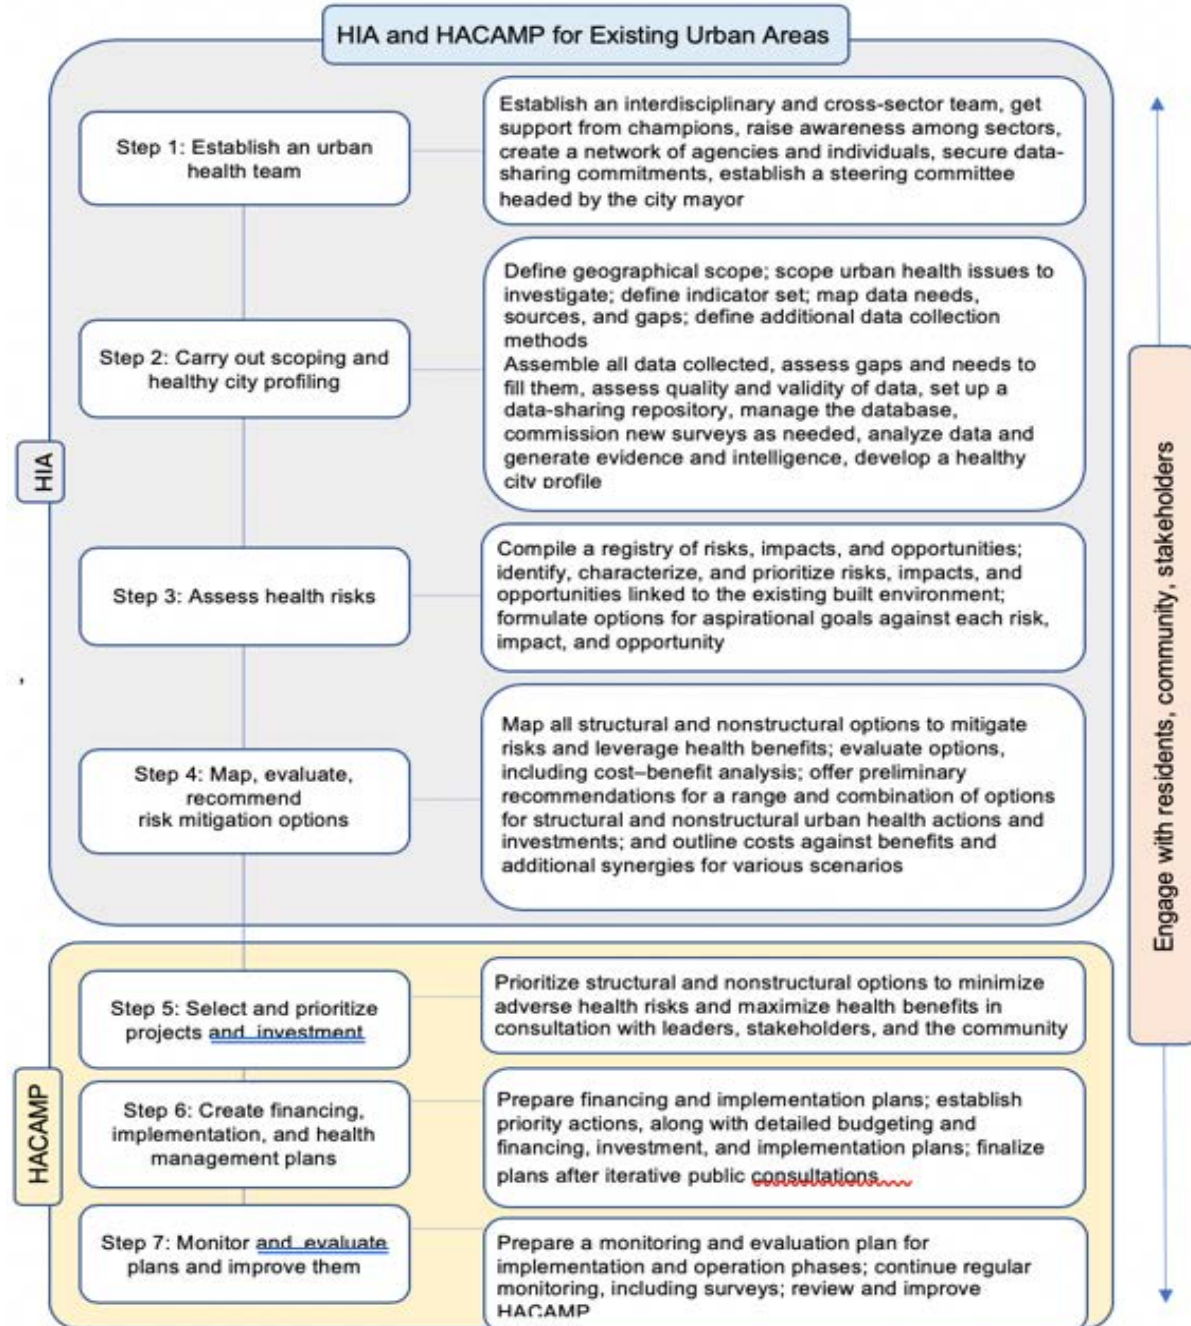 HIA and HACAMP for Existing Urban Areas
Step 1: Establish an urban
health team
Establish an interdisciplinary and cross-sector team, get
support from champions, raise awareness among sectors,
create a network of agencies and individuals, secure data-
sharing commitments, establish a steering committee
headed by the city mayor
Step 2: Carry out scoping and
healthy city profiling
Define geographical scope; scope urban health issues to
investigate; define indicator set; map data needs,
sources, and gaps; define additional data collection
methods
Assemble all data collected, assess gaps and needs to
fill them, assess quality and validity of data, set up a
data-sharing repository, manage the database,
commission new surveys as needed, analyze data and
generate evidence and intelligence, develop a healthy
city profile
HIA
Step 3: Assess health risks
Compile a registry of risks, impacts, and opportunities;
identify, characterize, and prioritize risks, impacts, and
opportunities linked to the existing built environment;
formulate options for aspirational goals against each risk,
impact, and opportunity
Step 4: Map, evaluate,
recommend
risk mitigation options
Map all structural and nonstructural options to mitigate
risks and leverage health benefits; evaluate options,
including cost–benefit analysis; offer preliminary
recommendations for a range and combination of options
for structural and nonstructural urban health actions and
investments; and outline costs against benefits and
additional synergies for various scenarios
Engage with residents, community, stakeholders
Step 5: Select and prioritize
projects and investment
Prioritize structural and nonstructural options to minimize
adverse health risks and maximize health benefits in
consultation with leaders, stakeholders, and the community
HACAMP
Step 6: Create financing,
implementation, and health
management plans
Prepare financing and implementation plans; establish
priority actions, along with detailed budgeting and
financing, investment, and implementation plans; finalize
plans after iterative public consultations
Step 7: Monitor and evaluate
plans and improve them
Prepare a monitoring and evaluation plan for
implementation and operation phases; continue regular
monitoring, including surveys; review and improve
HACAMP